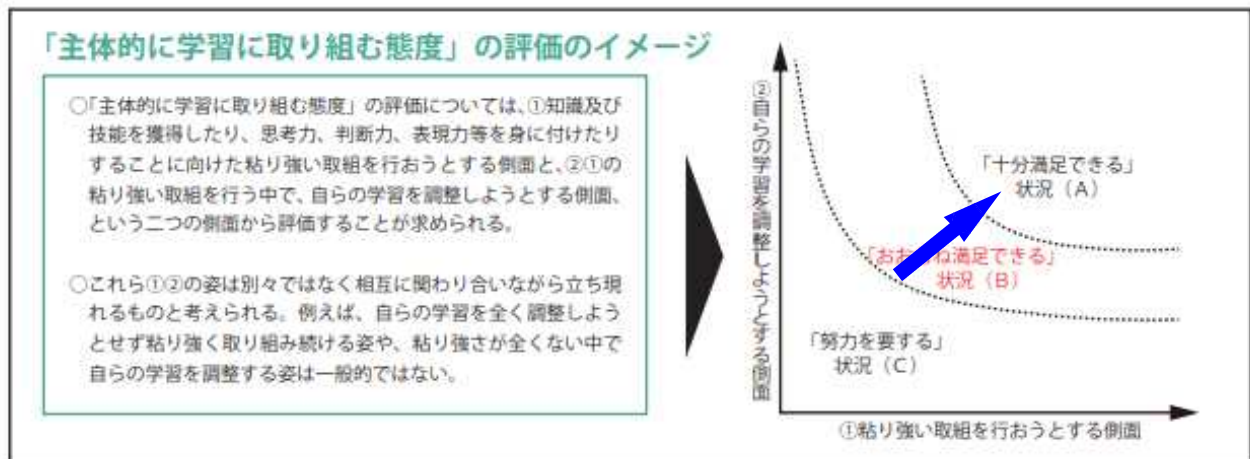 「主体的に学習に取り組む態度」の評価のイメージ
○「主体的に学習に取り組む態度」の評価については、①知識及び
技能を獲得したり、思考力、判断力、表現力等を身に付けたり
することに向けた粘り強い取組を行おうとする側面と、②①の
粘り強い取組を行う中で、自らの学習を調整しようとする側面、
という二つの側面から評価することが求められる。
○これら①②の姿は別々ではなく相互に関わり合いながら立ち現
れるものと考えられる。例えば、自らの学習を全く調整しよう
とせず粘り強く取り組み続ける姿や、粘り強さが全くない中で
自らの学習を調整する姿は一般的ではない。
②自らの学習を調整しようとする側面
「十分満足できる」
状況（A）
「おおむね満足できる」
状況（B）
「努力を要する」
状況（C）
①粘り強い取組を行おうとする側面